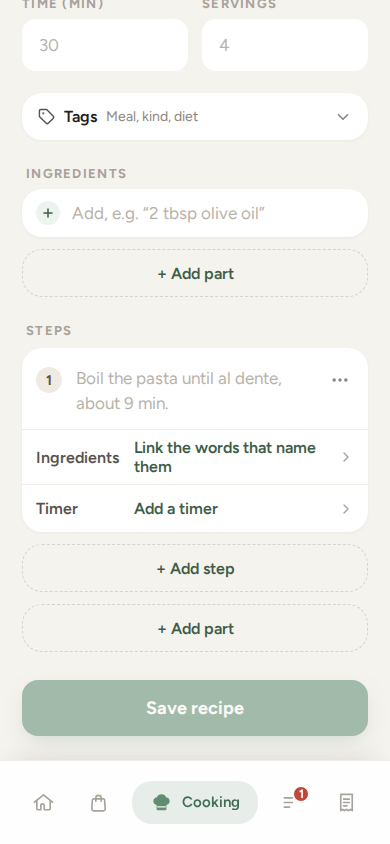 TIME (MIN) SERVINGS
30 4
Tags Meal, kind, diet
INGREDIENTS
+ Add, e.g. “2 tbsp olive oil”
+ Add part
STEPS
1 Boil the pasta until al dente,
about 9 min.
Ingredients Link the words that name
them
Timer Add a timer
+ Add step
+ Add part
Save recipe
Cooking 1